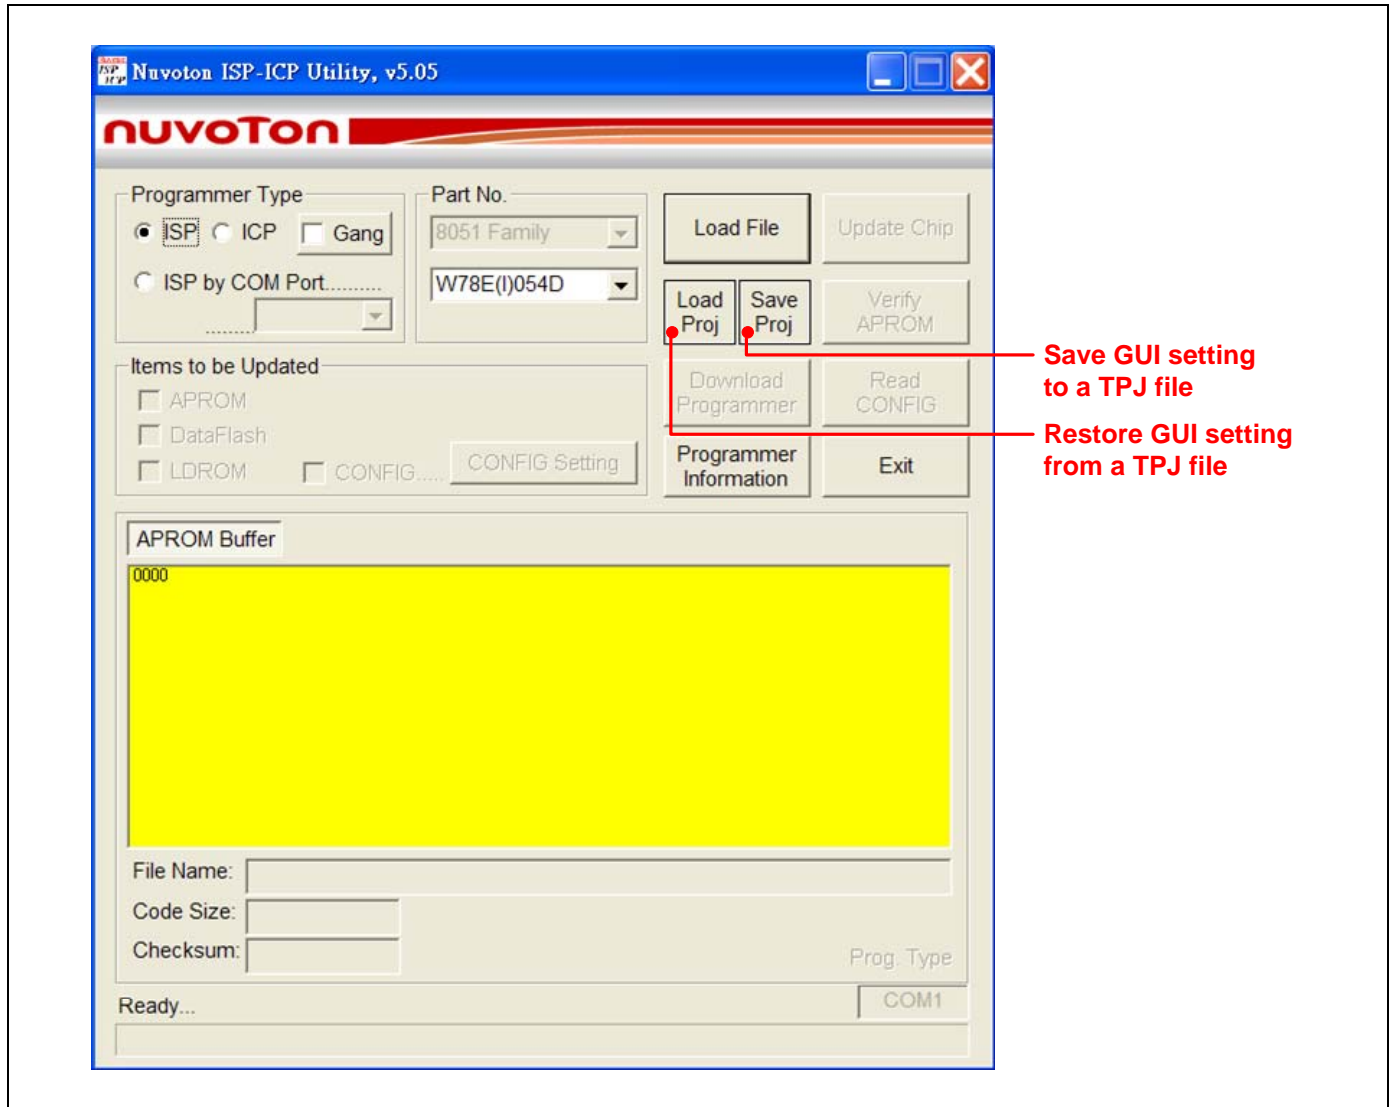 Nuvoton ISP-ICP Utility, v5.05
nuvoTon
Programmer Type
ISP
ICP
Gang
ISP by COM Port..........
........
Part No.
8051 Family
W78E(I)054D
Load File
Update Chip
Load
Proj
Save
Proj
Verify
APROM
Save GUI setting
to a TPJ file
Items to be Updated
APROM
DataFlash
LDROM
CONFIG.....
CONFIG Setting
Download
Programmer
Read
CONFIG
Restore GUI setting
from a TPJ file
Programmer
Information
Exit
APROM Buffer
0000
File Name:
Code Size:
Checksum:
Prog. Type
Ready...
COM1